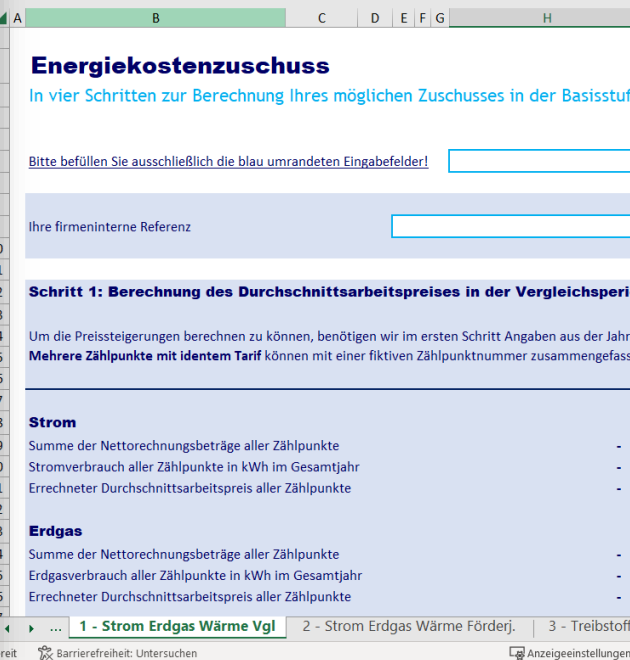 A B C D E F G H
Energiekostenzuschuss
In vier Schritten zur Berechnung Ihres möglichen Zuschusses in der Basisstuf
Bitte befüllen Sie ausschließlich die blau umrandeten Eingabefelder!
Ihre firmeninterne Referenz
Schritt 1: Berechnung des Durchschnittsarbeitspreises in der Vergleichsperi
Um die Preissteigerungen berechnen zu können, benötigen wir im ersten Schritt Angaben aus der Jahr
Mehrere Zählpunkte mit identem Tarif können mit einer fiktiven Zählpunktnummer zusammengefass
Strom
Summe der Nettorechnungsbeträge aller Zählpunkte -
Stromverbrauch aller Zählpunkte in kWh im Gesamtjahr -
Errechneter Durchschnittsarbeitspreis aller Zählpunkte -
Erdgas
Summe der Nettorechnungsbeträge aller Zählpunkte -
Erdgasverbrauch aller Zählpunkte in kWh im Gesamtjahr -
Errechneter Durchschnittsarbeitspreis aller Zählpunkte -
... 1 - Strom Erdgas Wärme Vgl 2 - Strom Erdgas Wärme Förderj. 3 - Treibstoff
reit Barrierefreiheit: Untersuchen Anzeigeeinstellungen